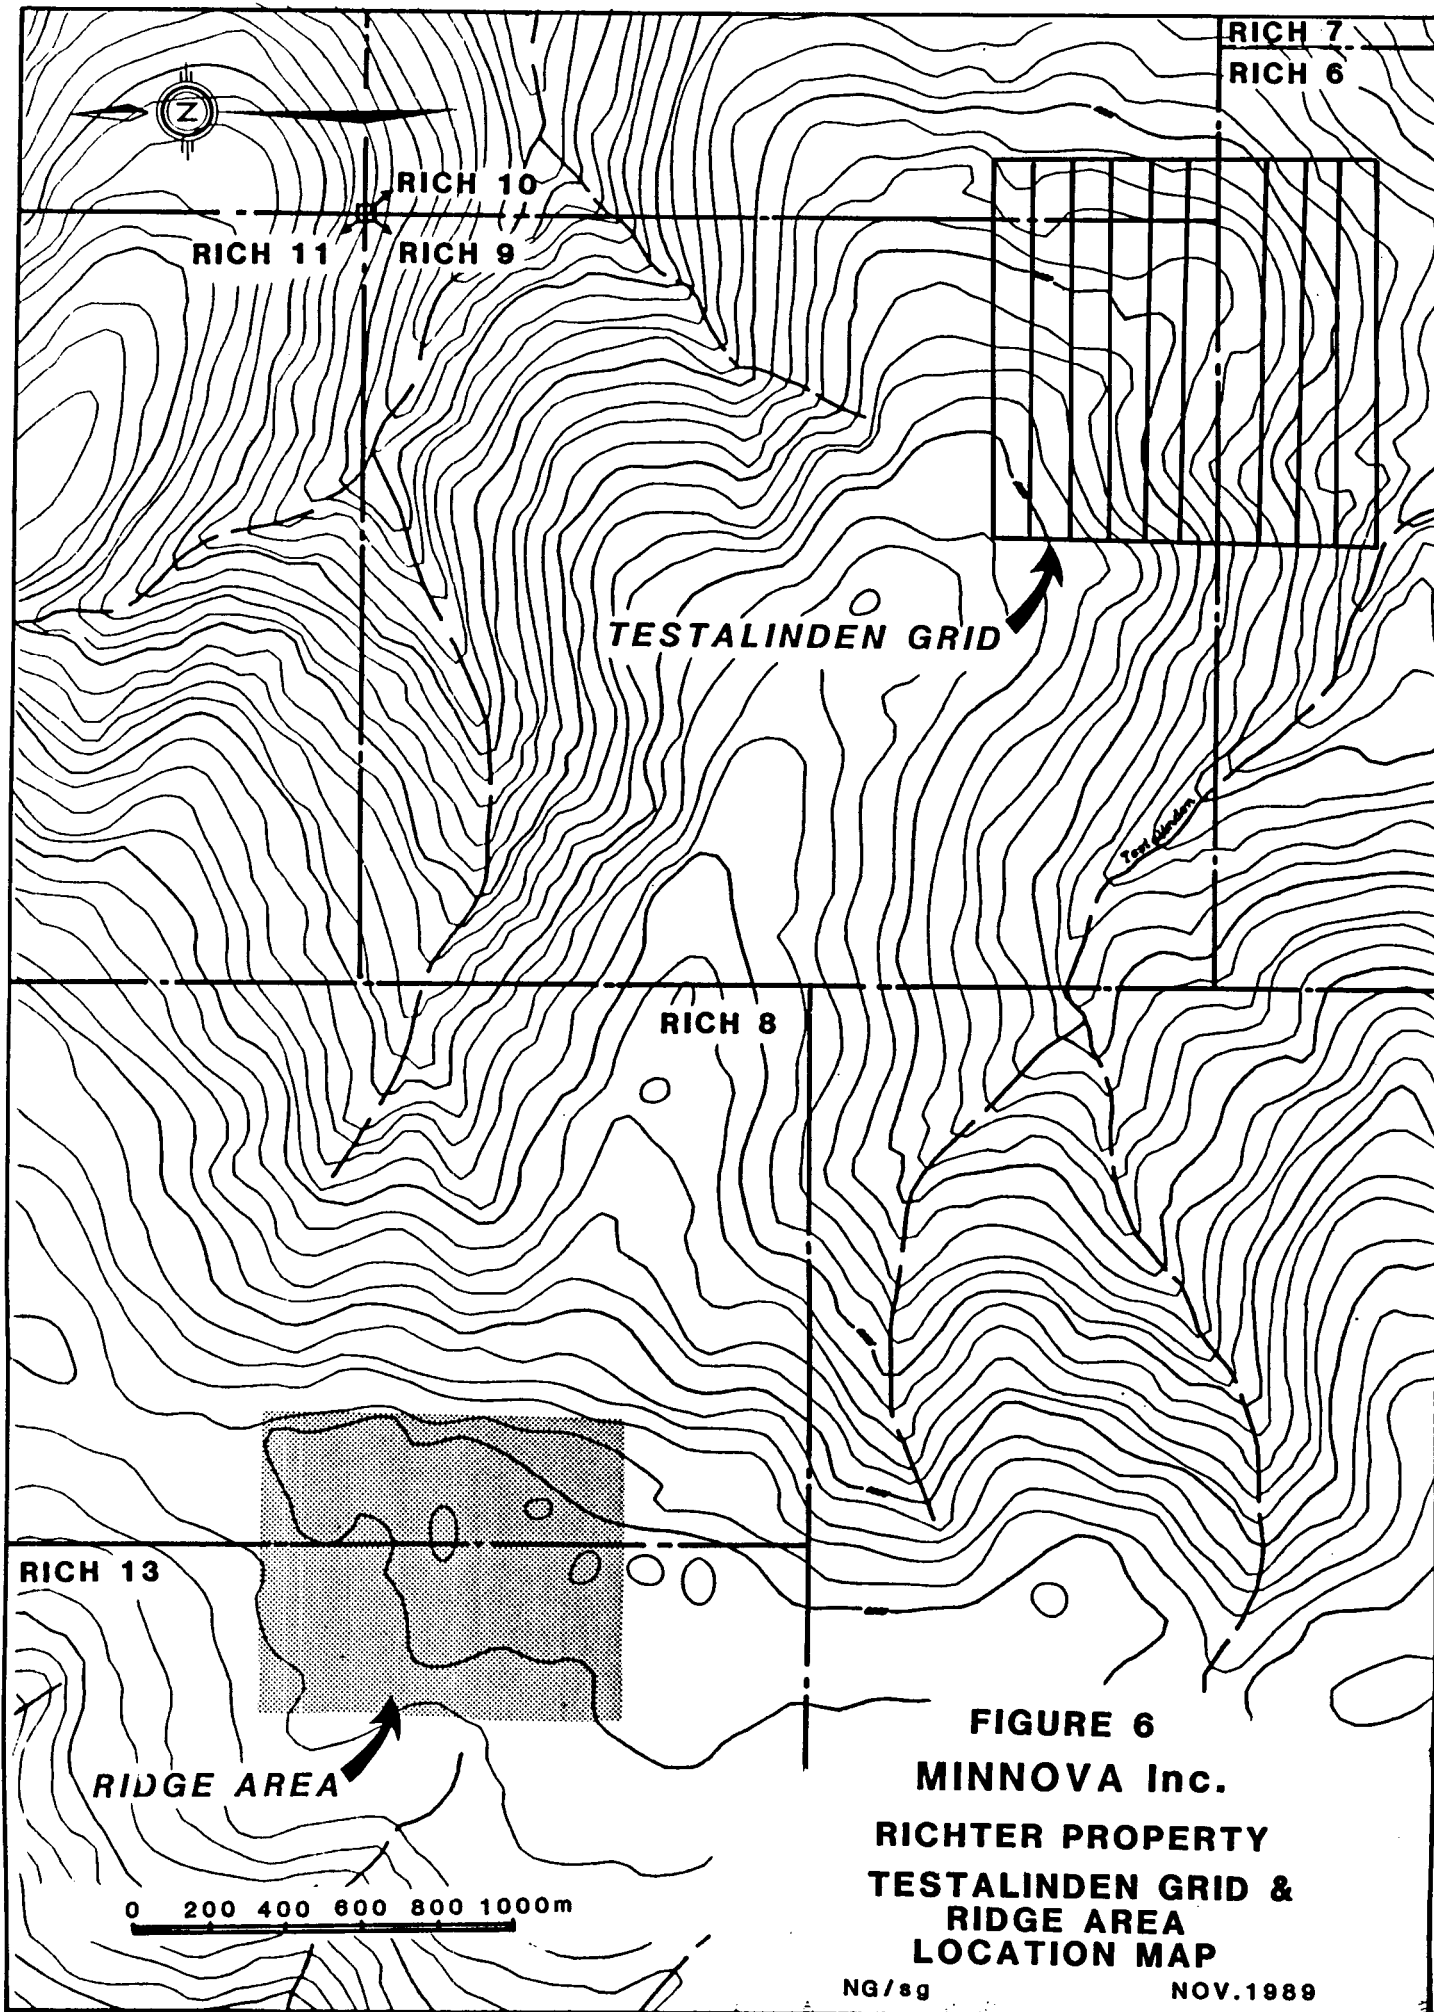 RICH 7
RICH 6
N
RICH 10
RICH 11
RICH 9
TESTALINDEN GRID
Testalinden
RICH 8
RICH 13
RIDGE AREA
0 200 400 600 800 1000m
FIGURE 6
MINNOVA Inc.
RICHTER PROPERTY
TESTALINDEN GRID &
RIDGE AREA
LOCATION MAP
NG/sg NOV.1989